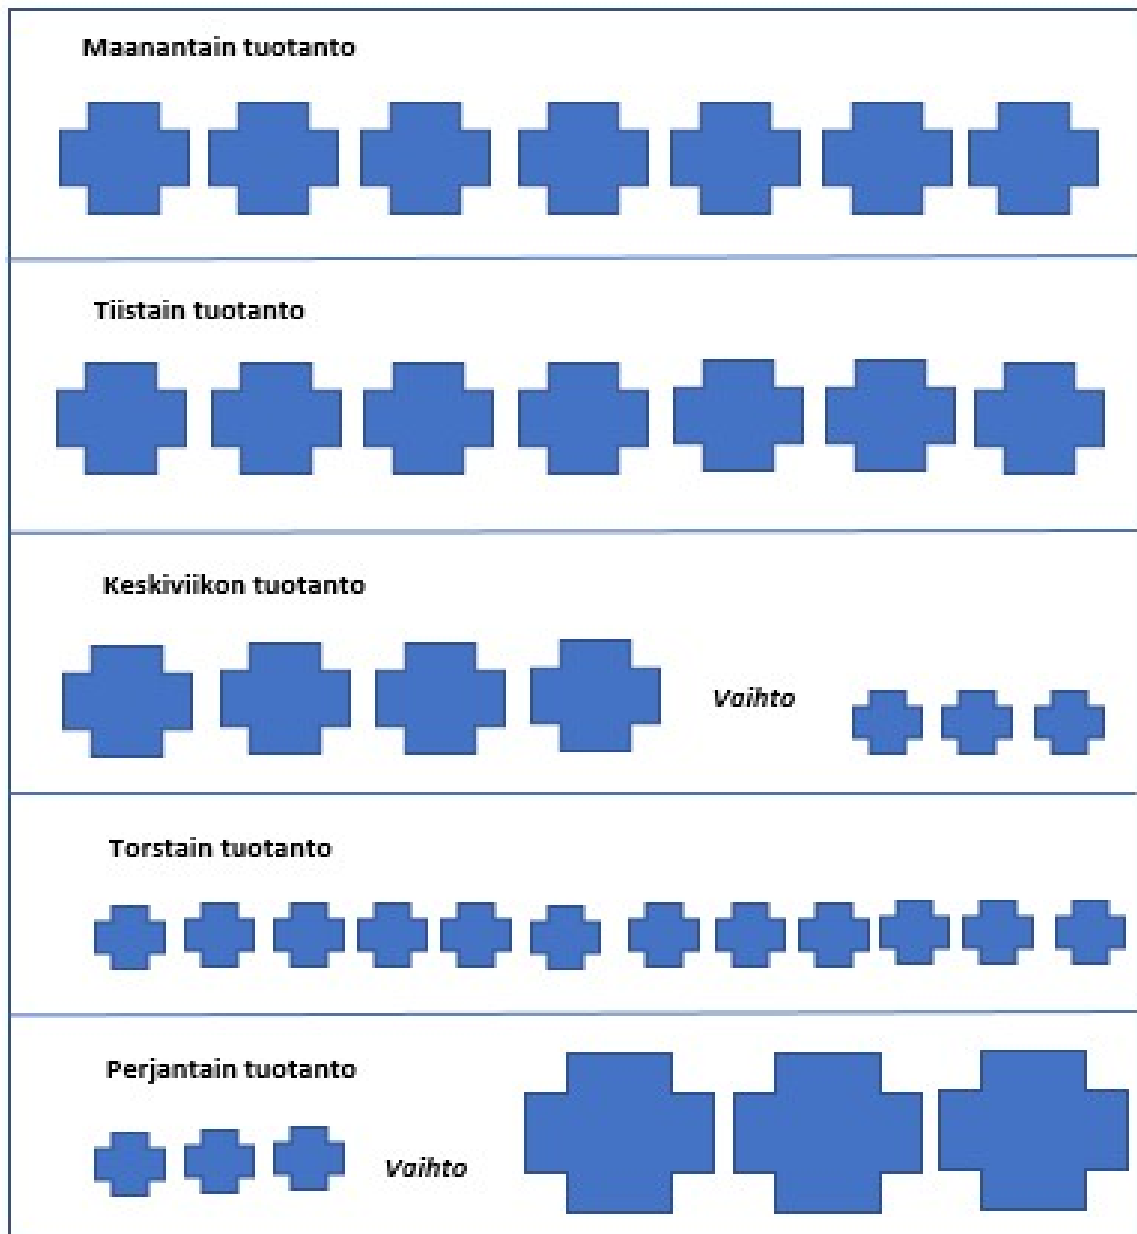 Maanantain tuotanto
Tiistain tuotanto
Keskiviikon tuotanto
Vaihto
Torstain tuotanto
Perjantain tuotanto
Vaihto